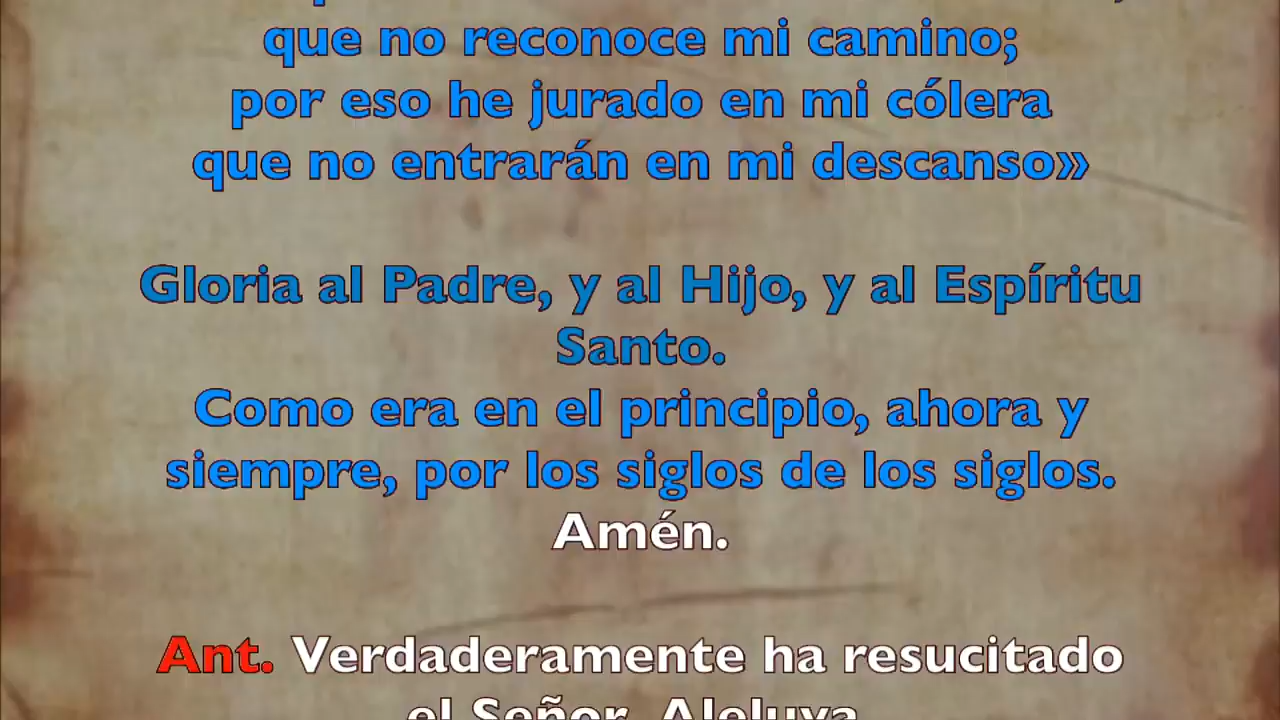 que no reconoce mi camino;
por eso he jurado en mi cólera
que no entrarán en mi descanso»
Gloria al Padre, y al Hijo, y al Espíritu
Santo.
Como era en el principio, ahora y
siempre, por los siglos de los siglos.
Amén.
Ant. Verdaderamente ha resucitado
el Señor. Aleluya